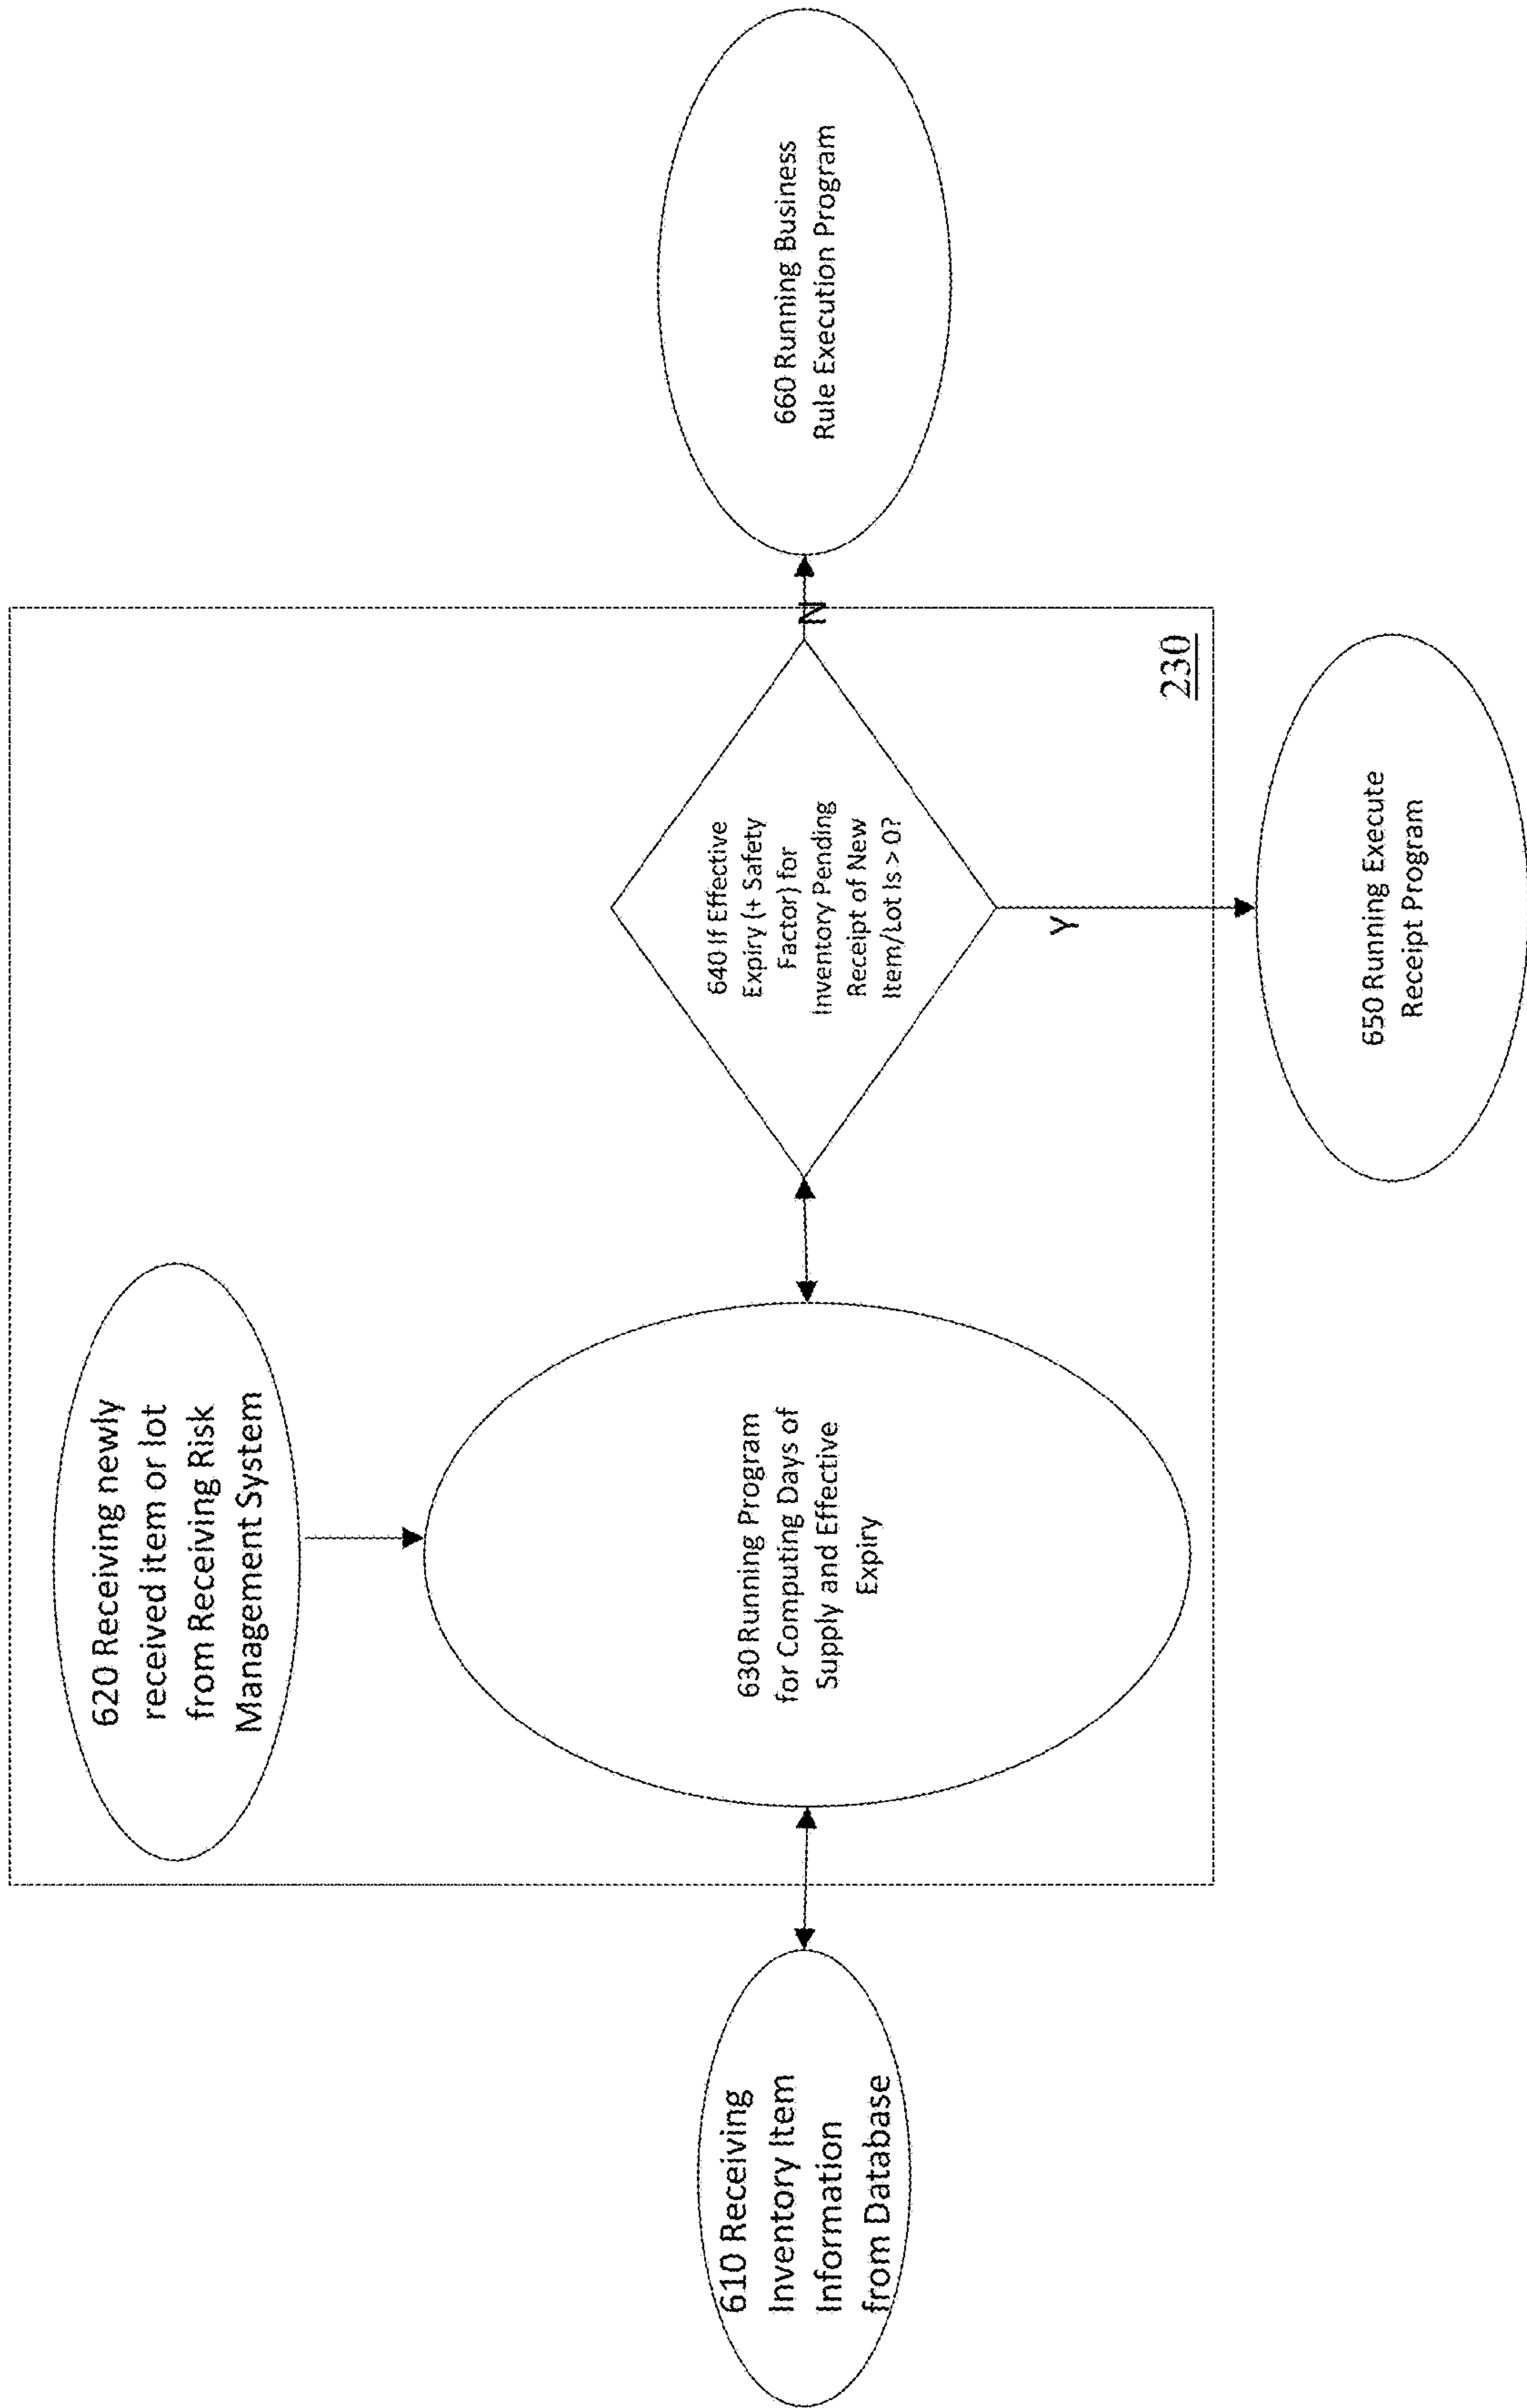 620 Receiving newly
received item or lot
from Receiving Risk
Management System
610 Receiving
Inventory Item
Information
from Database
630 Running Program
for Computing Days of
Supply and Effective
Expiry
640 If Effective
Expiry (+ Safety
Factor) for
Inventory Pending
Receipt of New
Item/Lot Is > 0?
N
660 Running Business
Rule Execution Program
Y
230
650 Running Execute
Receipt Program